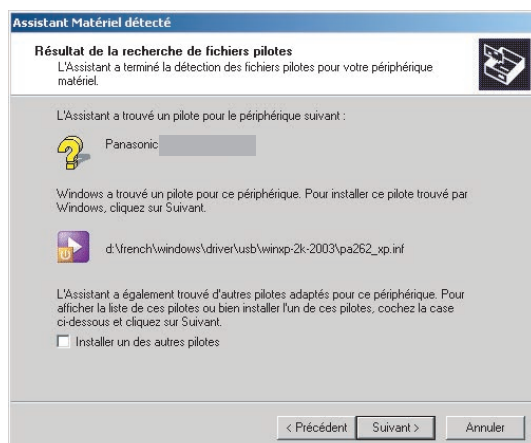 Assistant Matériel détecté
Résultat de la recherche de fichiers pilotes
L'Assistant a terminé la détection des fichiers pilotes pour votre périphérique
matériel.
L'Assistant a trouvé un pilote pour le périphérique suivant :
Panasonic
Windows a trouvé un pilote pour ce périphérique. Pour installer ce pilote trouvé par
Windows, cliquez sur Suivant.
d:\french\windows\driver\usb\winxp-2k-2003\pa262_xp.inf
L'Assistant a également trouvé d'autres pilotes adaptés pour ce périphérique. Pour
afficher la liste de ces pilotes ou bien installer l'un de ces pilotes, cochez la case
ci-dessous et cliquez sur Suivant.
Installer un des autres pilotes
< Précédent Suivant > Annuler